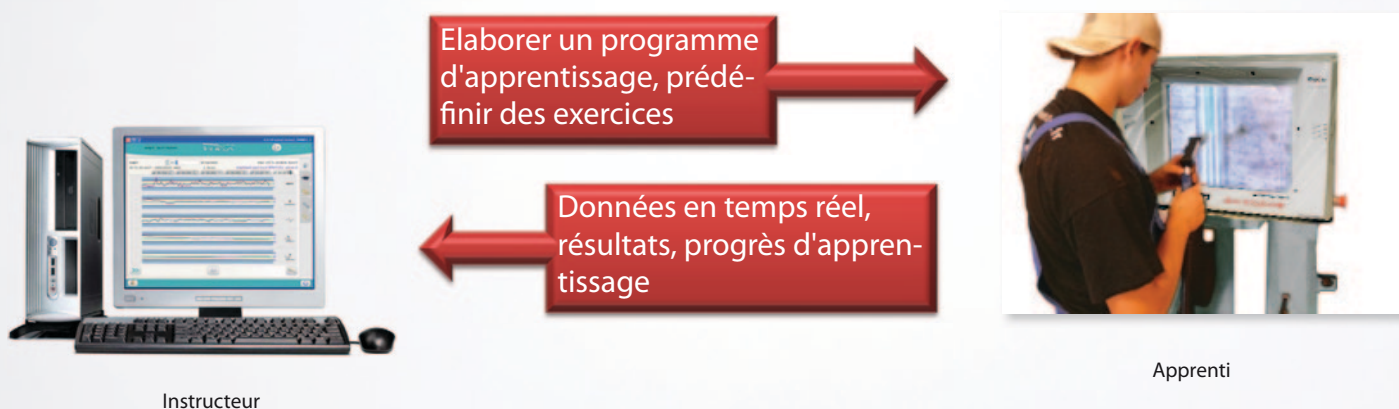 Elaborer un programme
d'apprentissage, prédé-
finir des exercices
Données en temps réel,
résultats, progrès d'appren-
tissage
Apprenti
Instructeur